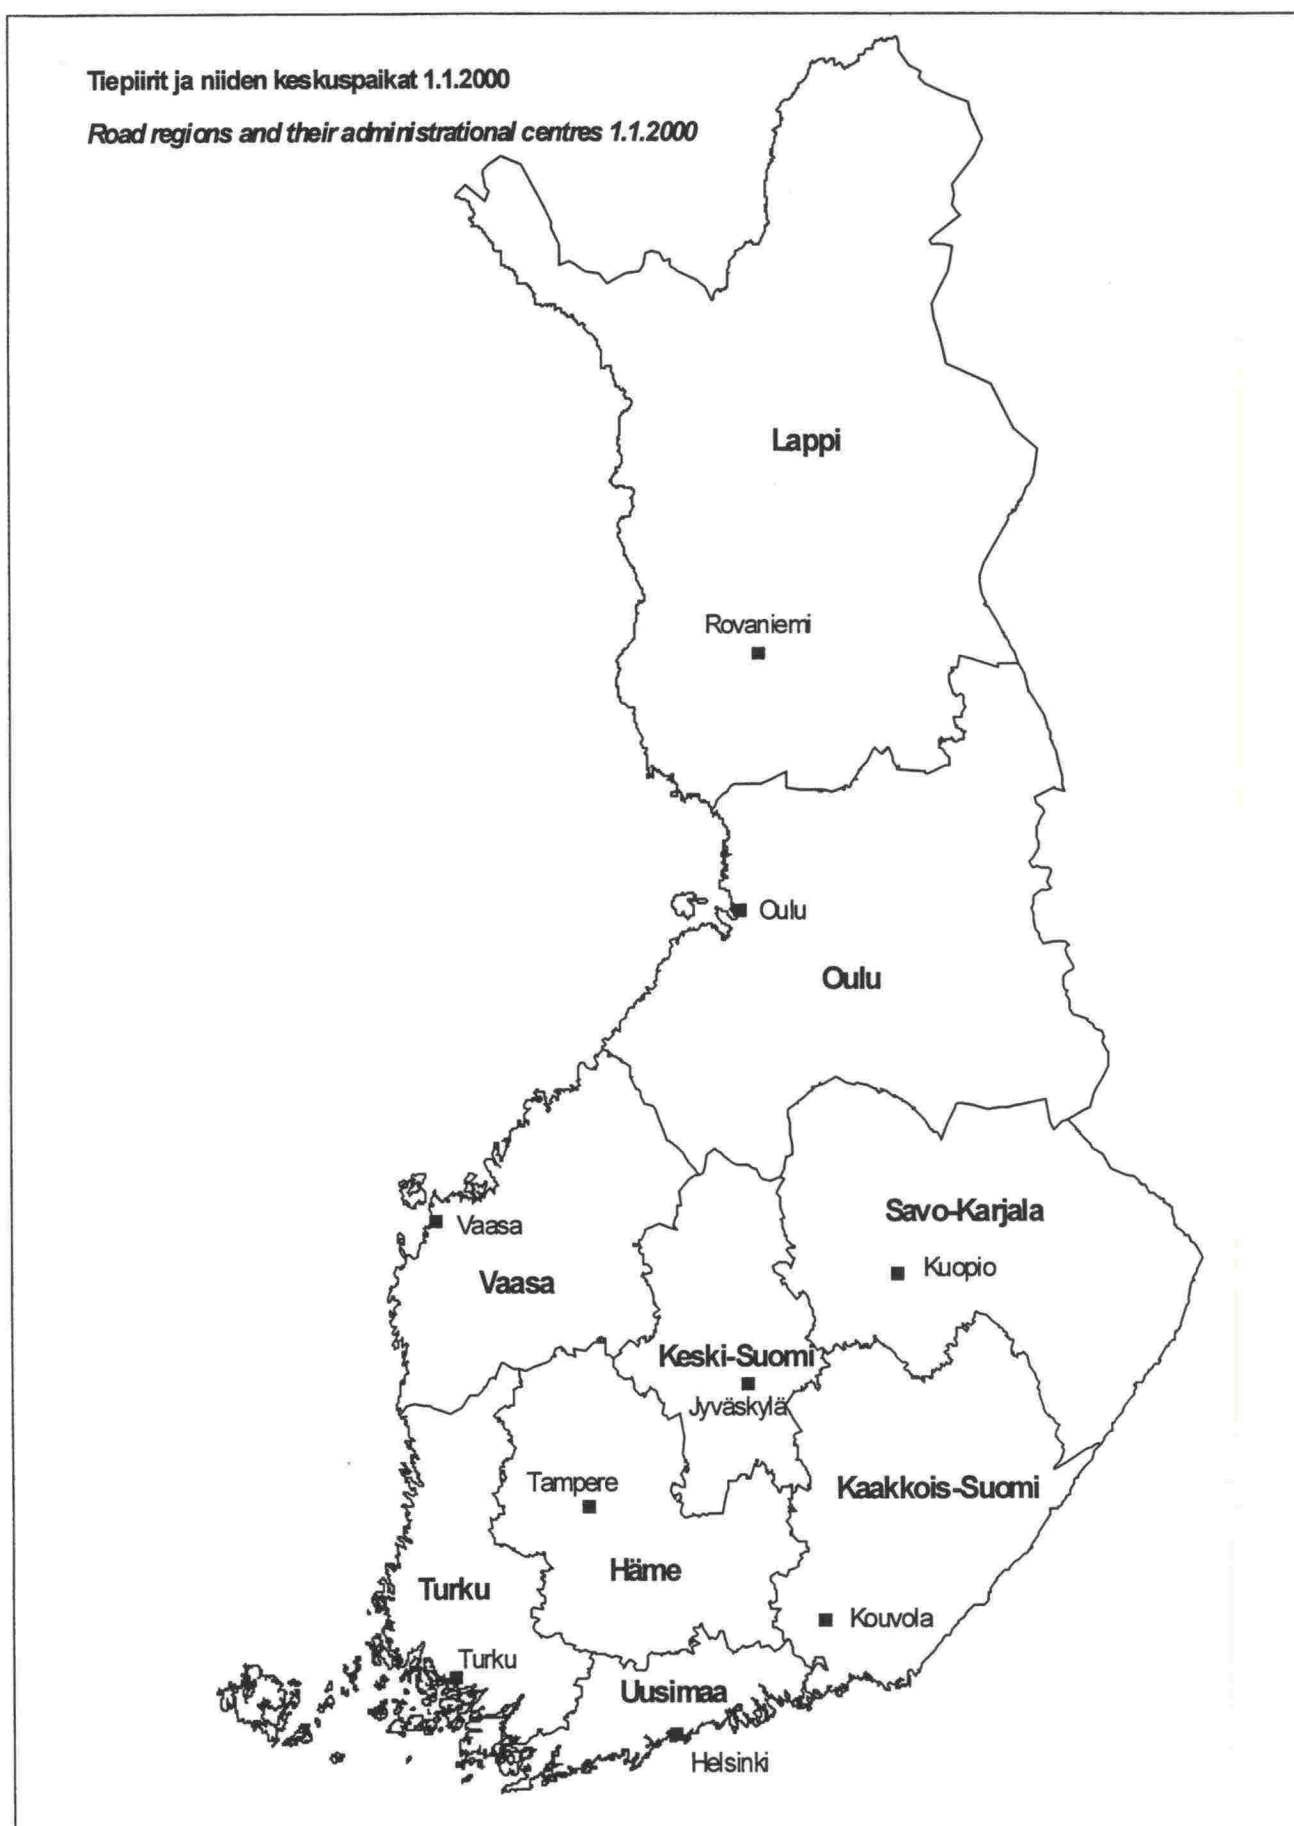 Tiepiirit ja niiden keskuspaikat 1.1.2000
Road regions and their administrational centres 1.1.2000
Lappi
Rovaniemi
Oulu
Oulu
Savo-Karjala
Vaasa
Kuopio
Vaasa
Keski-Suomi
Jyväskylä
Tampere
Kaakkois-Suomi
Häme
Turku
Kouvola
Turku
Uusimaa
Helsinki